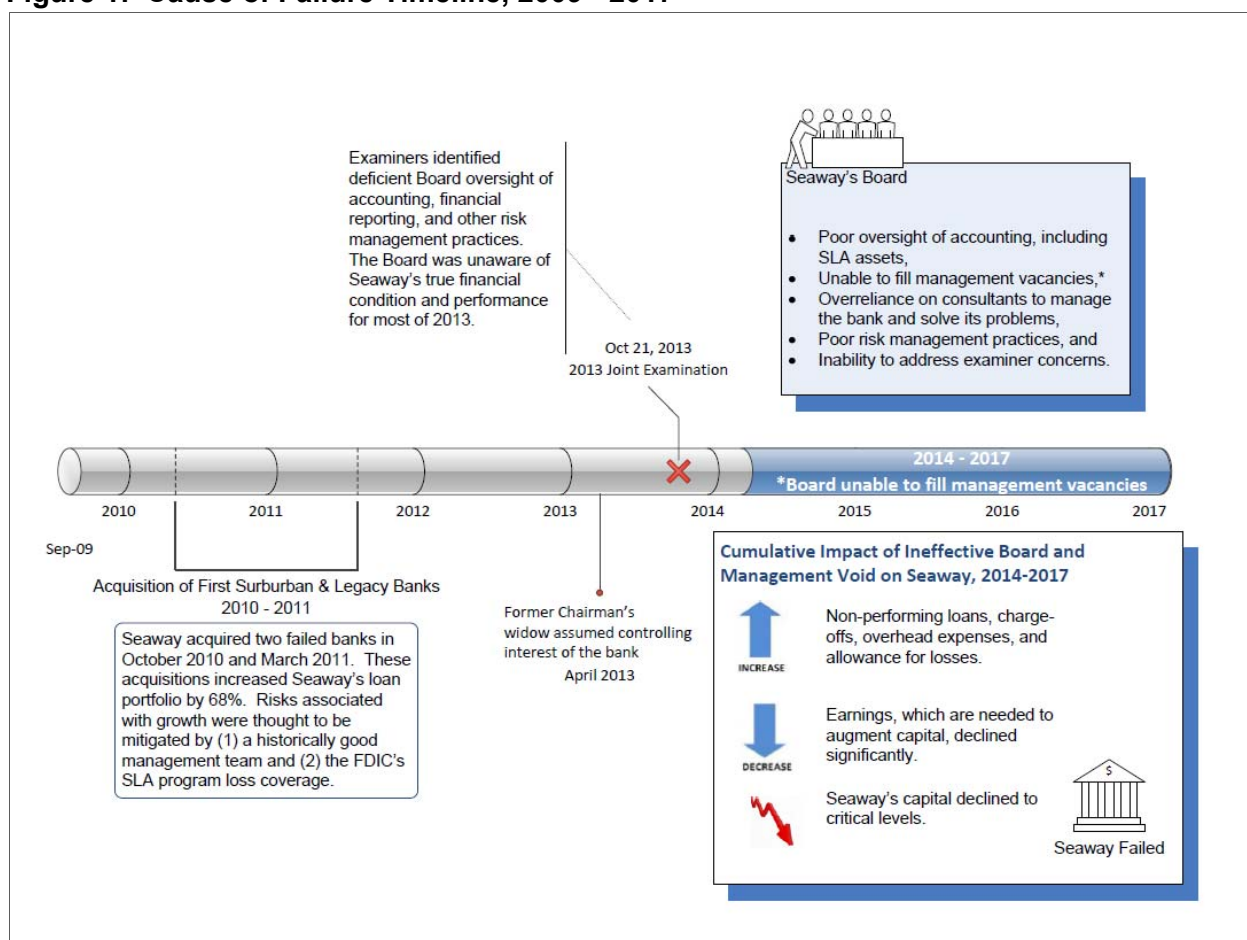 Examiners identified
deficient Board oversight of
accounting, financial
reporting, and other risk
management practices.
The Board was unaware of
Seaway's true financial
condition and performance
for most of 2013.
Oct 21, 2013
2013 Joint Examination
Seaway's Board
• Poor oversight of accounting, including
SLA assets,
• Unable to fill management vacancies,*
• Overreliance on consultants to manage
the bank and solve its problems,
• Poor risk management practices, and
• Inability to address examiner concerns.
2014 - 2017
*Board unable to fill management vacancies
2010 2011 2012 2013 2014 2015 2016 2017
Sep-09
Acquisition of First Surburban & Legacy Banks
2010 - 2011
Seaway acquired two failed banks in
October 2010 and March 2011. These
acquisitions increased Seaway's loan
portfolio by 68%. Risks associated
with growth were thought to be
mitigated by (1) a historically good
management team and (2) the FDIC's
SLA program loss coverage.
Former Chairman's
widow assumed controlling
interest of the bank
April 2013
Cumulative Impact of Ineffective Board and
Management Void on Seaway, 2014-2017
INCREASE
Non-performing loans, charge-
offs, overhead expenses, and
allowance for losses.
DECREASE
Earnings, which are needed to
augment capital, declined
significantly.
Seaway's capital declined to
critical levels.
$
Seaway Failed